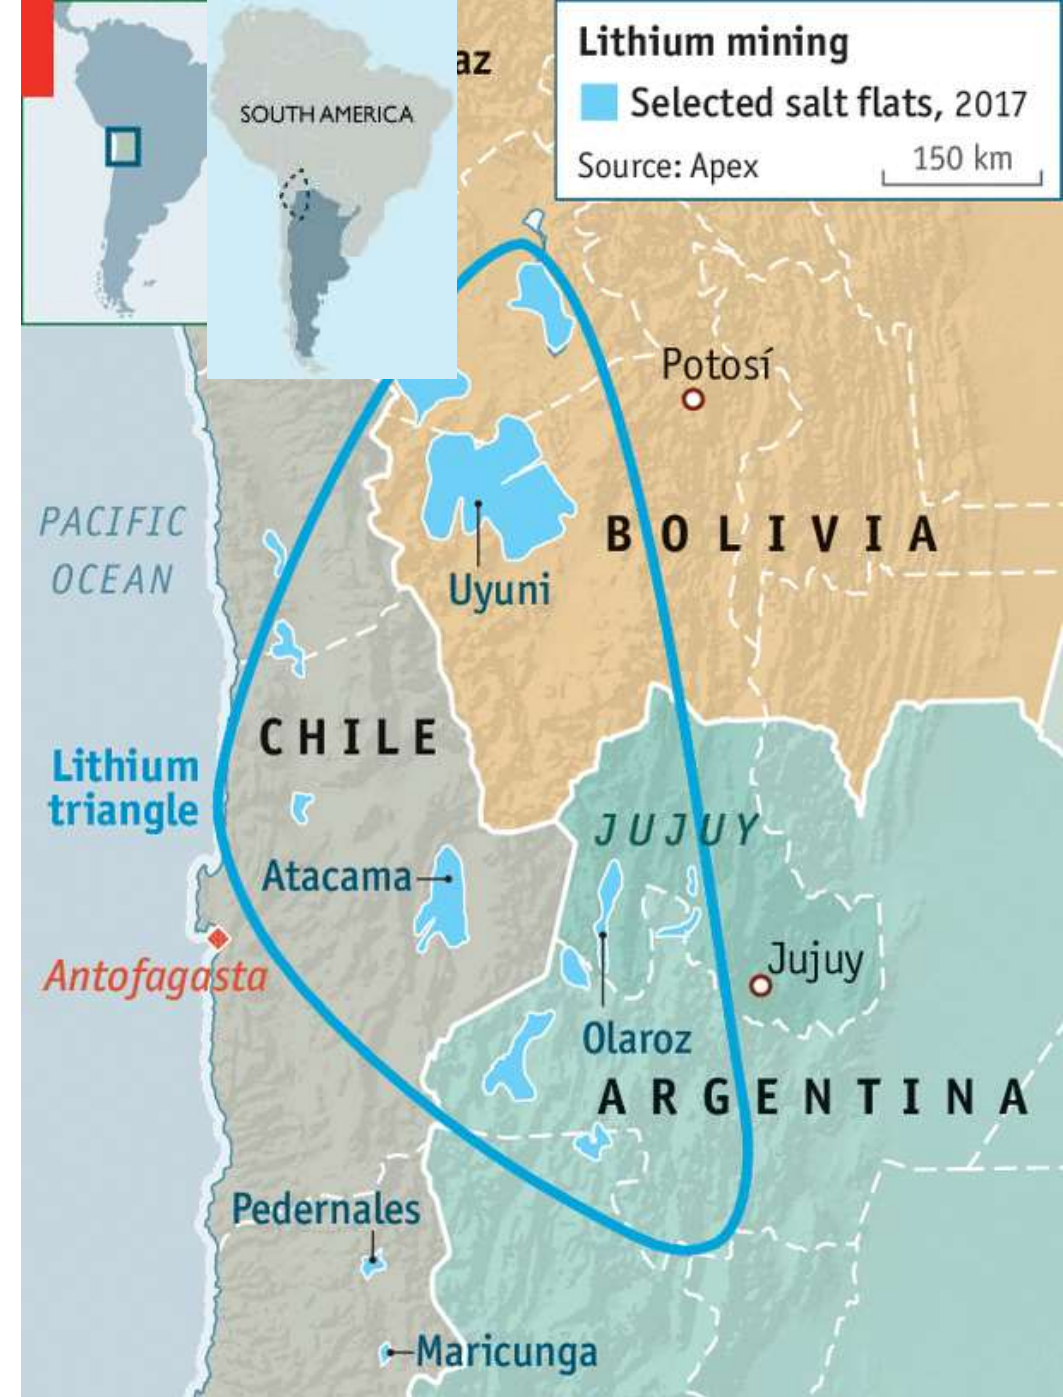 SOUTH AMERICA
az
Lithium mining
Selected salt flats, 2017
Source: Apex
150 km
Potosí
PACIFIC
OCEAN
BOLIVIA
Uyuni
CHILE
Lithium
triangle
JUJUY
Atacama
Antofagasta
Jujuy
Olaroz
ARGENTINA
Pedernales
Maricunga